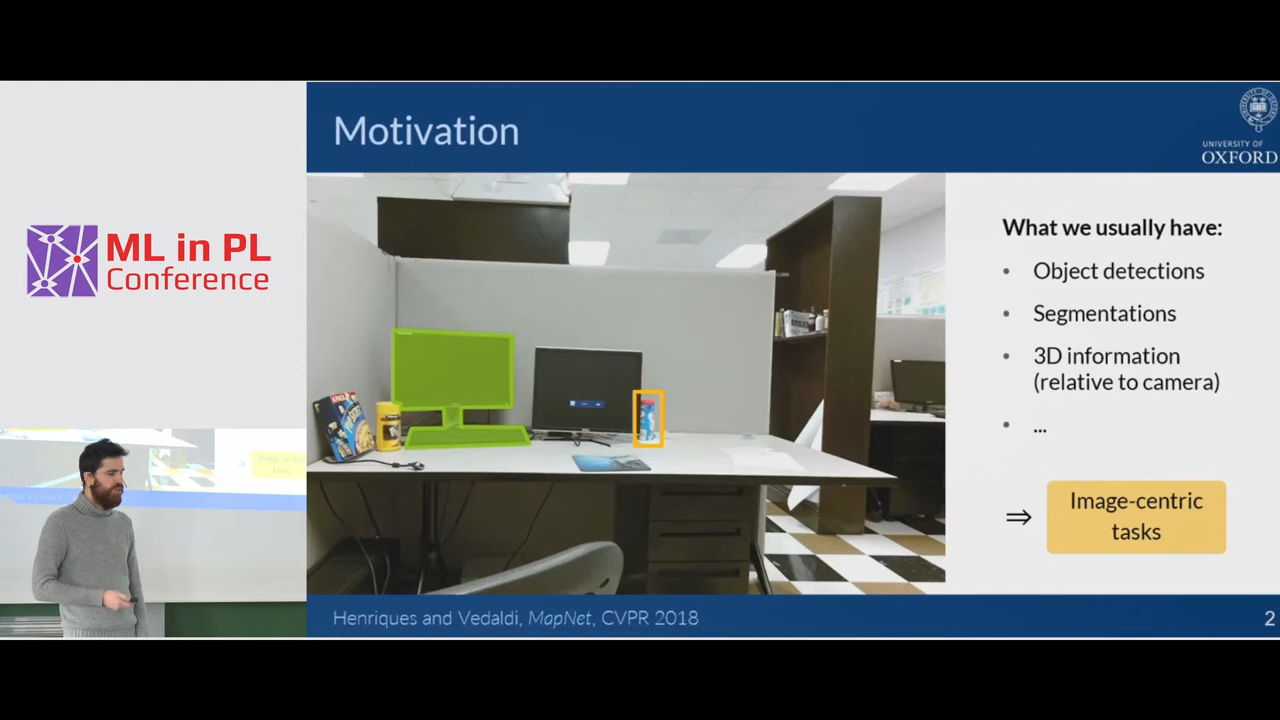 Motivation
UNIVERSITY OF
OXFORD
ML in PL
Conference
What we usually have:
• Object detections
• Segmentations
• 3D information
(relative to camera)
• ...
⇒ Image-centric
tasks
Henriques and Vedaldi, MapNet, CVPR 2018
2